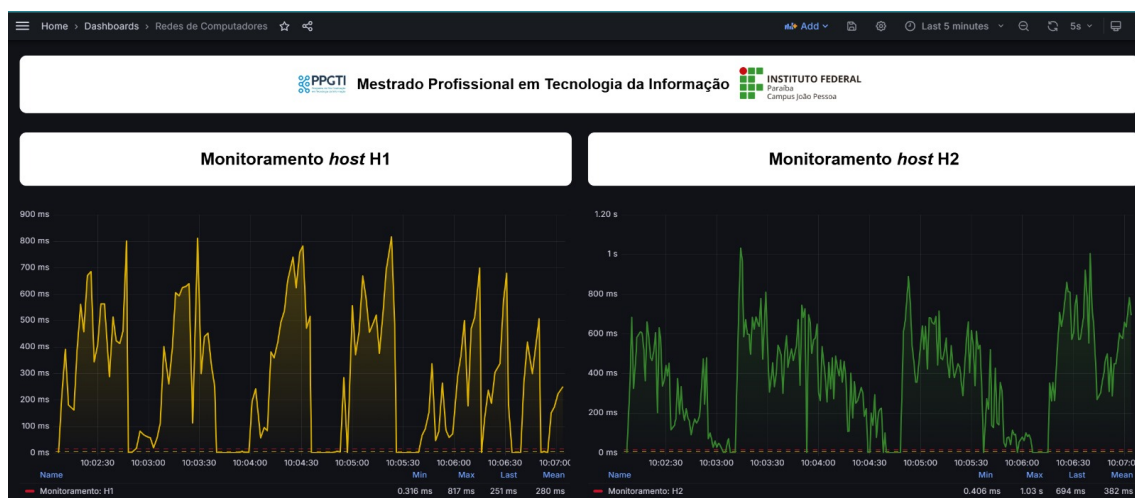 Home › Dashboards › Redes de Computadores
Add
Last 5 minutes
5s
PPGTI
Mestrado Profissional em Tecnologia da Informação
INSTITUTO FEDERAL
Paraíba
Campus João Pessoa
Monitoramento host H1
Monitoramento host H2
900 ms
800 ms
700 ms
600 ms
500 ms
400 ms
300 ms
200 ms
100 ms
0 ms
10:02:30 10:03:00 10:03:30 10:04:00 10:04:30 10:05:00 10:05:30 10:06:00 10:06:30 10:07:00
Name Min Max Last Mean
Monitoramento: H1 0.316 ms 817 ms 251 ms 280 ms
1.20 s
1 s
800 ms
600 ms
400 ms
200 ms
0 ms
10:02:30 10:03:00 10:03:30 10:04:00 10:04:30 10:05:00 10:05:30 10:06:00 10:06:30 10:07:00
Name Min Max Last Mean
Monitoramento: H2 0.406 ms 1.03 s 694 ms 382 ms